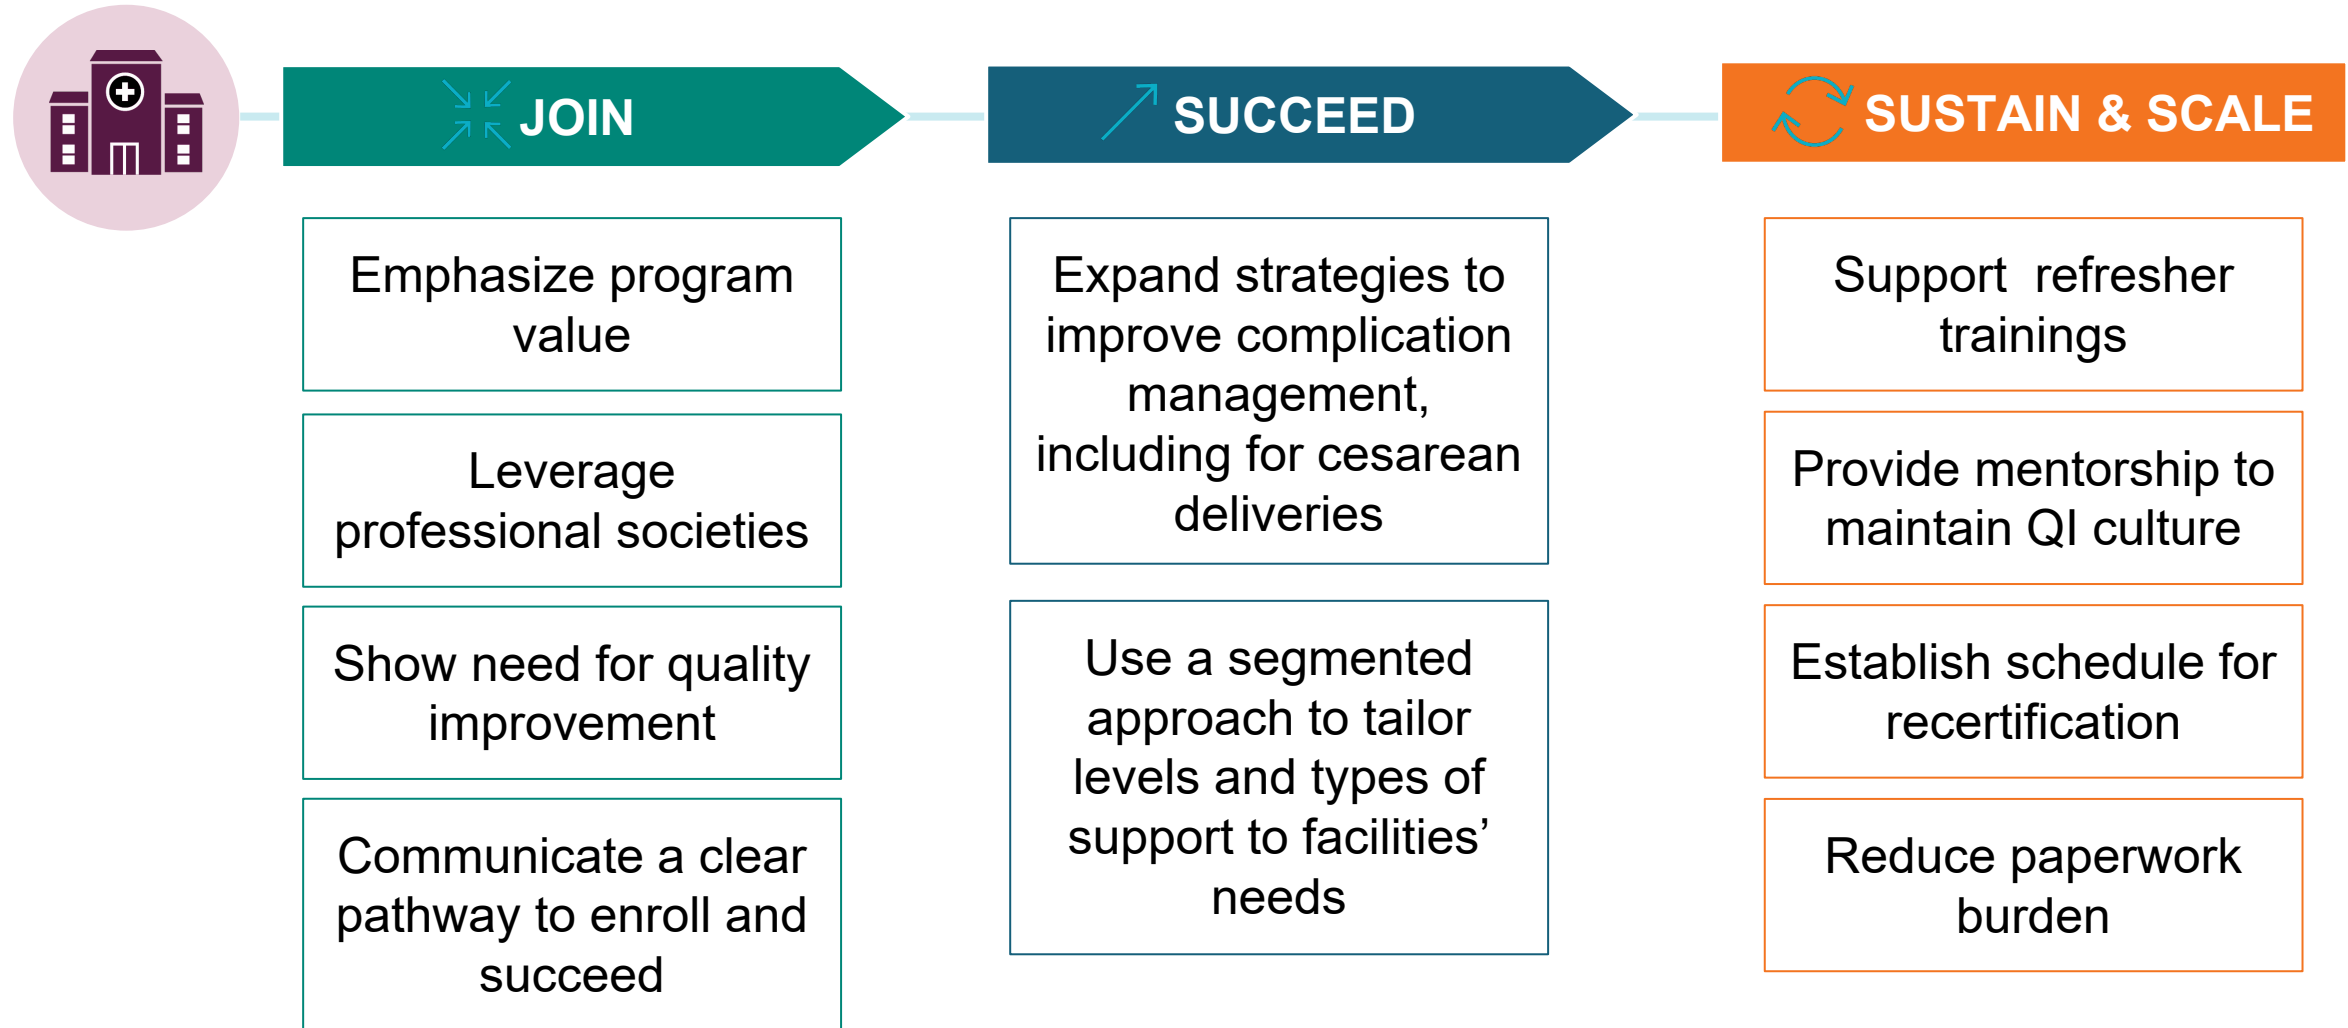 JOIN
Emphasize program
value
Leverage
professional societies
Show need for quality
improvement
Communicate a clear
pathway to enroll and
succeed
SUCCEED
Expand strategies to
improve complication
management,
including for cesarean
deliveries
Use a segmented
approach to tailor
levels and types of
support to facilities’
needs
SUSTAIN & SCALE
Support  refresher
trainings
Provide mentorship to
maintain QI culture
Establish schedule for
recertification
Reduce paperwork
burden